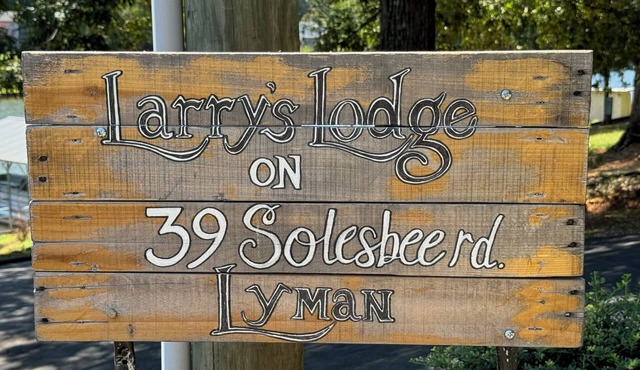 Larry's Lodge
ON
39 Solesbee rd.
Lyman